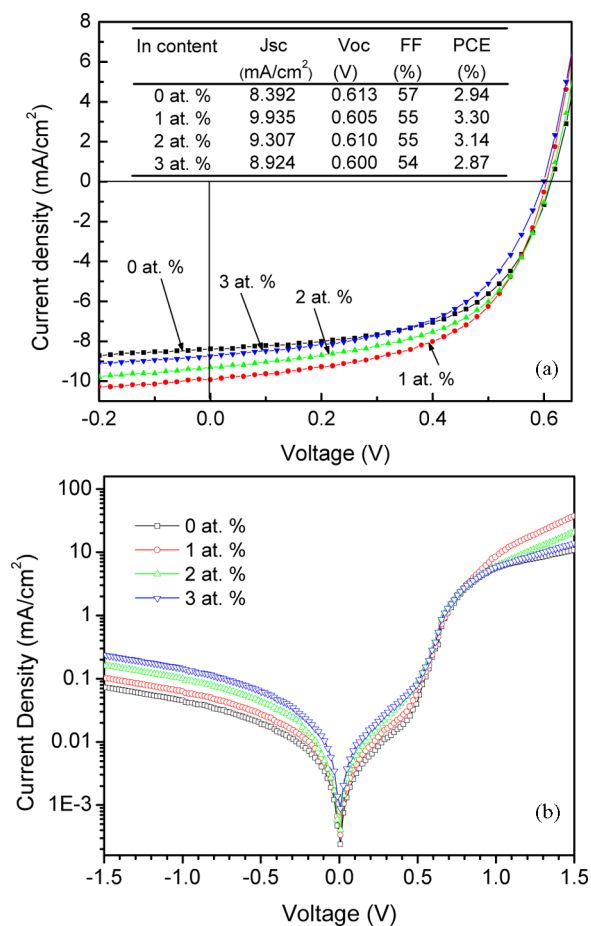 In content Jsc Voc FF PCE
(mA/cm²) (V) (%) (%)
0 at. % 8.392 0.613 57 2.94
1 at. % 9.935 0.605 55 3.30
2 at. % 9.307 0.610 55 3.14
3 at. % 8.924 0.600 54 2.87
8
6
4
2
0
-2
-4
-6
-8
-10
Current density (mA/cm²)
0 at. %
3 at. %
2 at. %
1 at. %
(a)
-0.2 0.0 0.2 0.4 0.6
Voltage (V)
100
10
1
0.1
0.01
1E-3
Current Density (mA/cm²)
0 at. %
1 at. %
2 at. %
3 at. %
(b)
-1.5 -1.0 -0.5 0.0 0.5 1.0 1.5
Voltage (V)